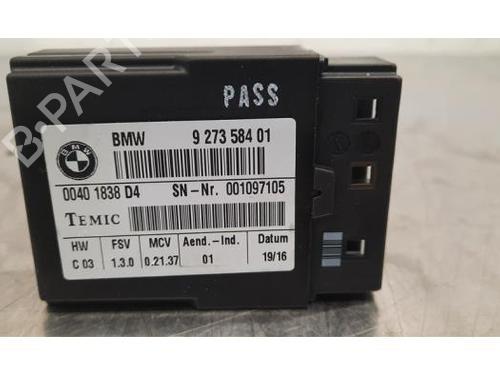 PASS
BMW 9 273 584 01
0040 1838 D4 SN-Nr. 001097105
TEMIC
HW FSV MCV Aend.-Ind. Datum
C 03 1.3.0 0.21.37 01 19/16
B-PARTS